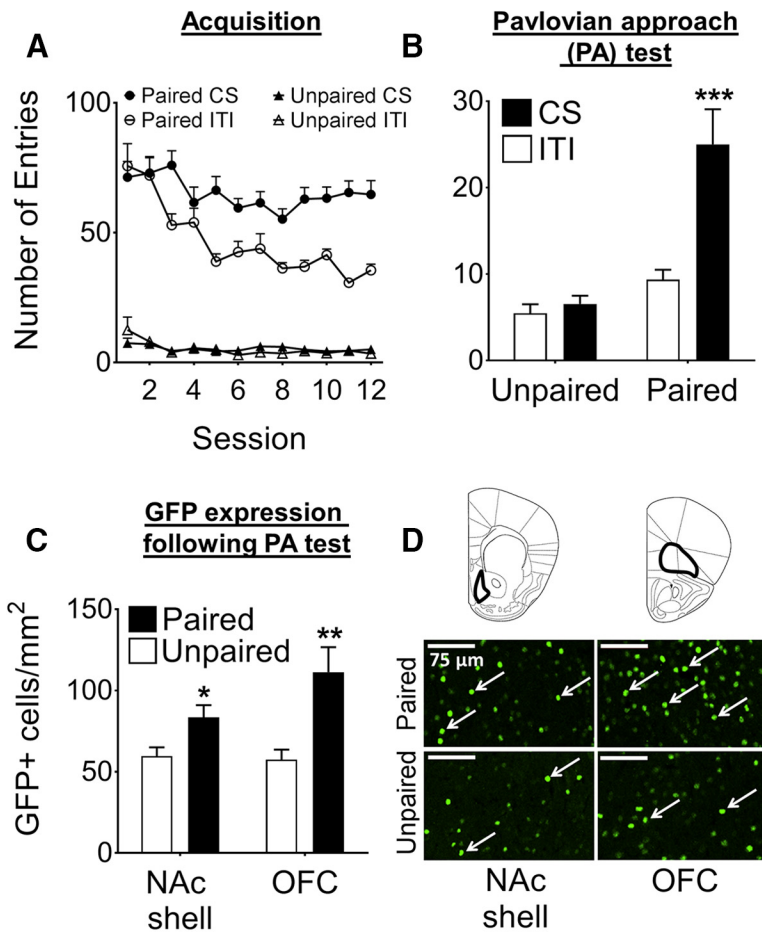 Acquisition
A
Paired CS
Unpaired CS
Paired ITI
Unpaired ITI
Number of Entries
100
50
0
2
4
6
8
10
12
Session
B
Pavlovian approach
(PA) test
CS
ITI
***
30
20
10
0
Unpaired
Paired
C
GFP expression
following PA test
Paired
Unpaired
GFP+ cells/mm2
150
100
50
0
*
**
NAc
shell
OFC
D
75 µm
Paired
Unpaired
NAc
shell
OFC